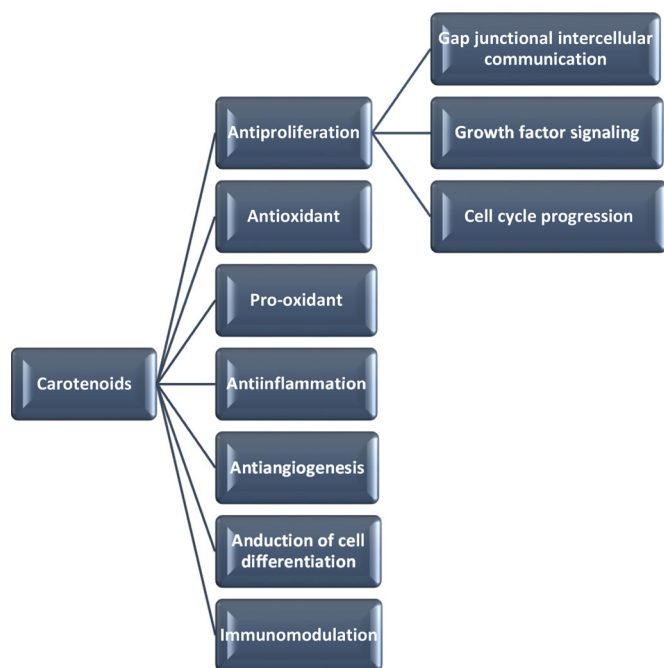 Gap junctional intercellular
communication
Antiproliferation
Growth factor signaling
Cell cycle progression
Antioxidant
Pro-oxidant
Carotenoids
Antiinflammation
Antiangiogenesis
Anduction of cell
differentiation
Immunomodulation